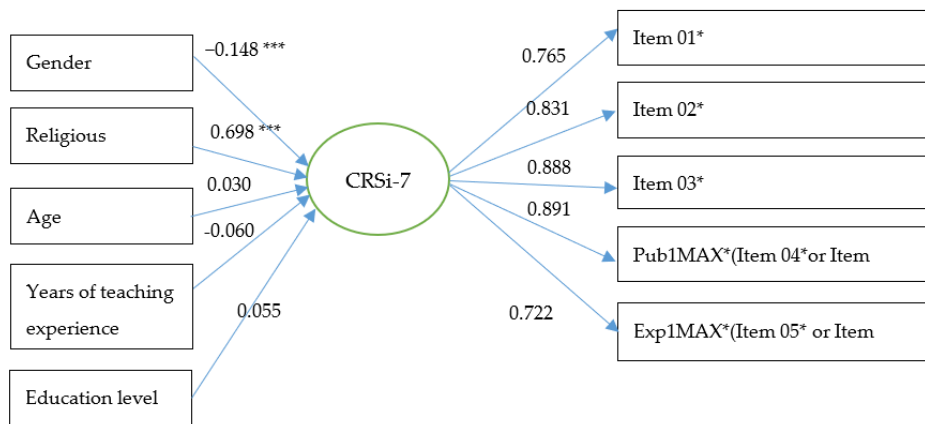 Gender
−0.148 ***
Religious
0.698 ***
Age
0.030
-0.060
Years of teaching
experience
0.055
Education level
CRSi-7
0.765
Item 01*
0.831
Item 02*
0.888
Item 03*
0.891
Pub1MAX*(Item 04*or Item
0.722
Exp1MAX*(Item 05* or Item